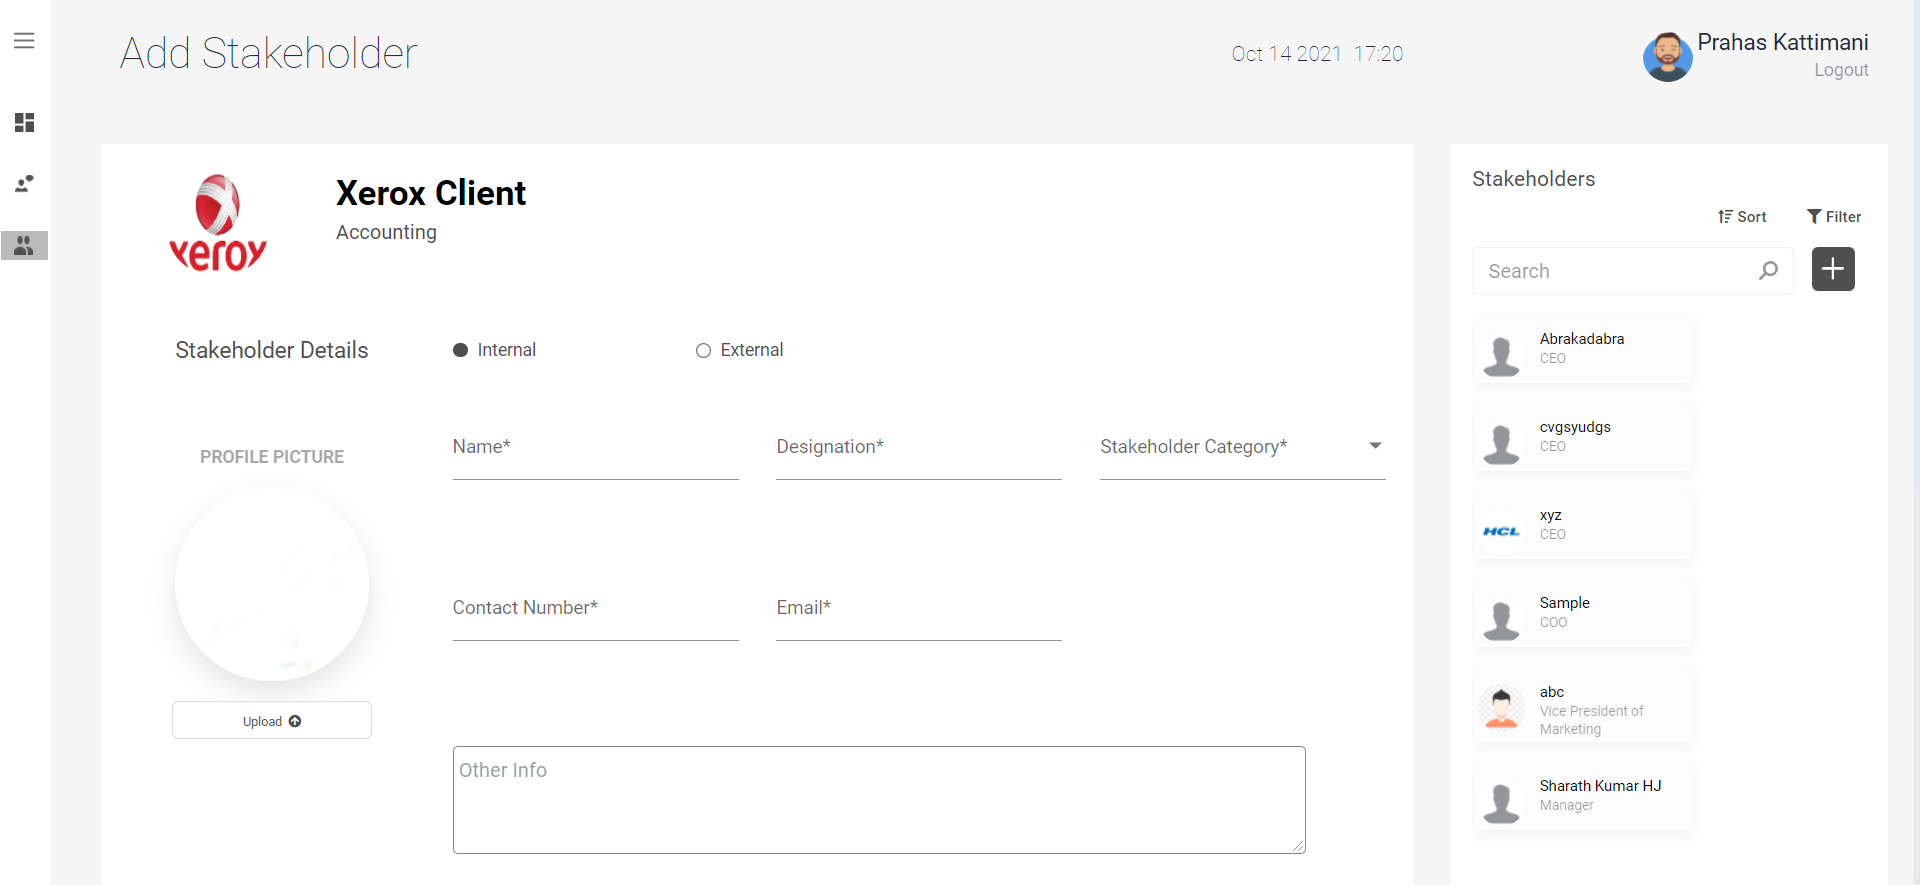 Add Stakeholder
Oct 14 2021 17:20
Prahas Kattimani
Logout
xeroy
Xerox Client
Accounting
Stakeholder Details
Internal
External
PROFILE PICTURE
Name*
Designation*
Stakeholder Category*
Contact Number*
Email*
Upload
Other Info
Stakeholders
Sort
Filter
Search
Abrakadabra
CEO
cvgsyudgs
CEO
HCL
xyz
CEO
Sample
COO
abc
Vice President of
Marketing
Sharath Kumar HJ
Manager